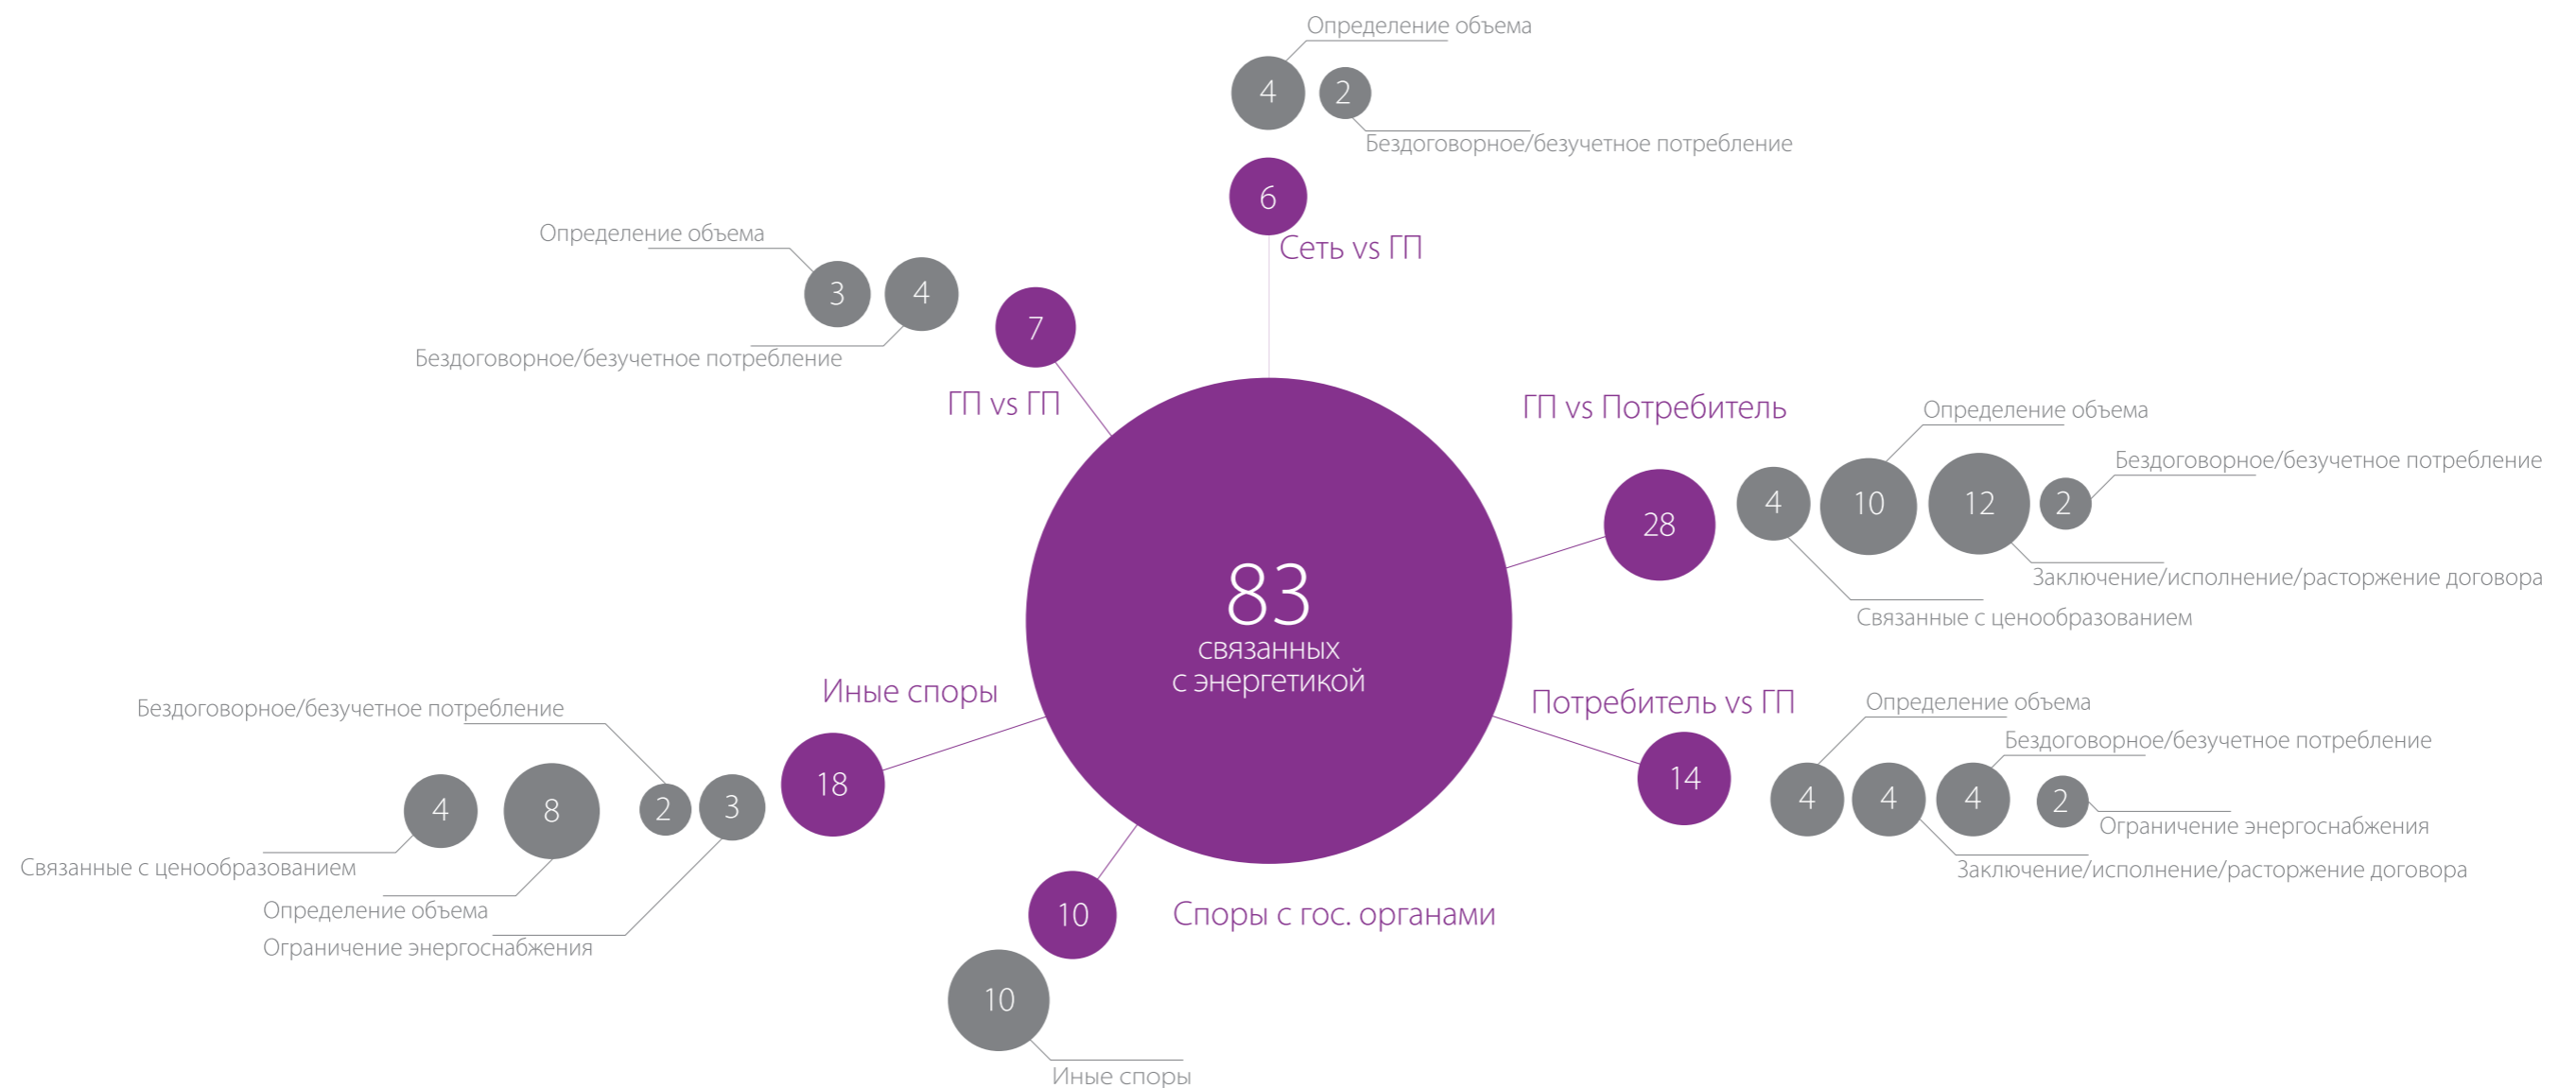 Определение объема
4
2
Бездоговорное/безучетное потребление
6
Сеть vs ГП
Определение объема
3
4
Бездоговорное/безучетное потребление
7
ГП vs ГП
ГП vs Потребитель
28
Определение объема
Бездоговорное/безучетное потребление
4
10
12
2
Заключение/исполнение/расторжение договора
Связанные с ценообразованием
83
связанных
с энергетикой
Потребитель vs ГП
14
Определение объема
Бездоговорное/безучетное потребление
4
4
4
2
Ограничение энергоснабжения
Заключение/исполнение/расторжение договора
Иные споры
18
Бездоговорное/безучетное потребление
4
8
2
3
Связанные с ценообразованием
Определение объема
Ограничение энергоснабжения
10
Споры с гос. органами
10
Иные споры